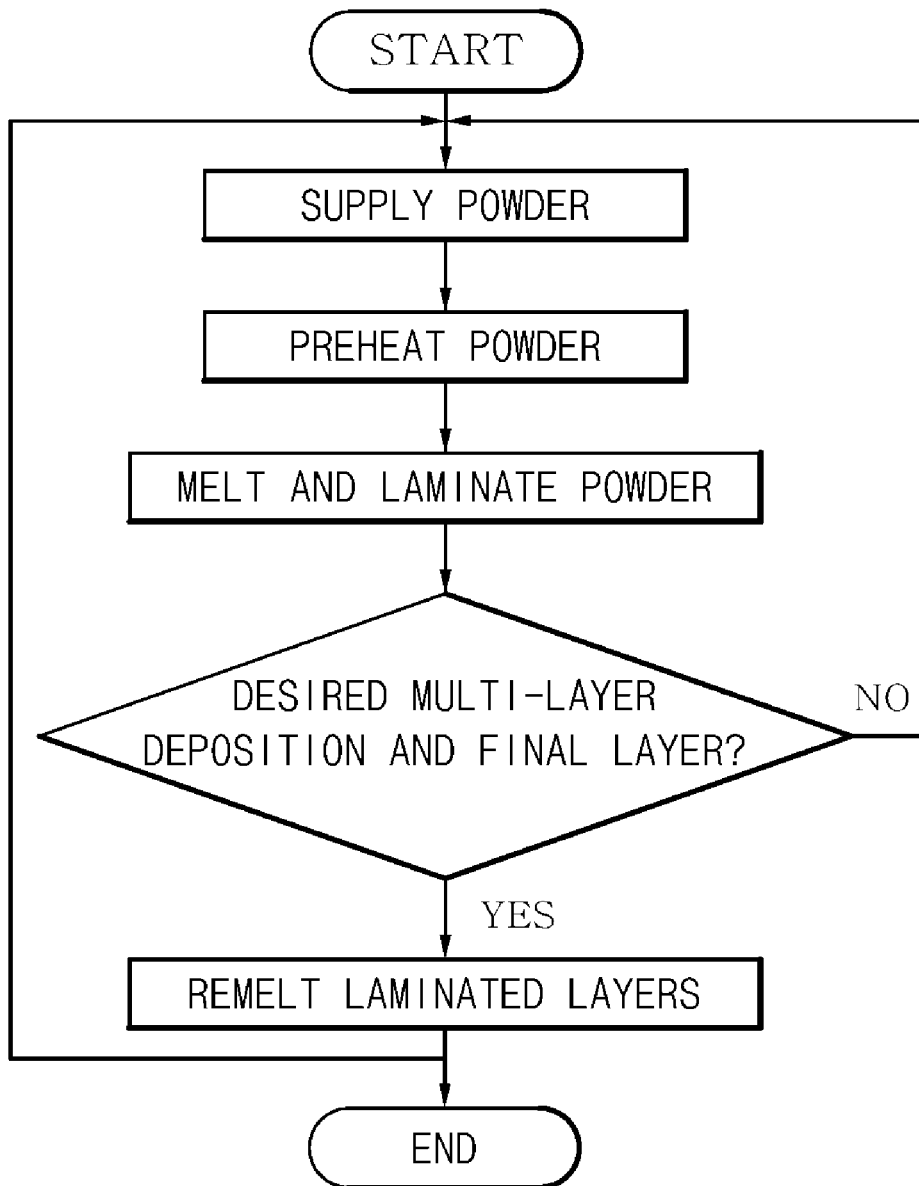 START
SUPPLY POWDER
PREHEAT POWDER
MELT AND LAMINATE POWDER
DESIRED MULTI-LAYER
DEPOSITION AND FINAL LAYER?
NO
YES
REMELT LAMINATED LAYERS
END